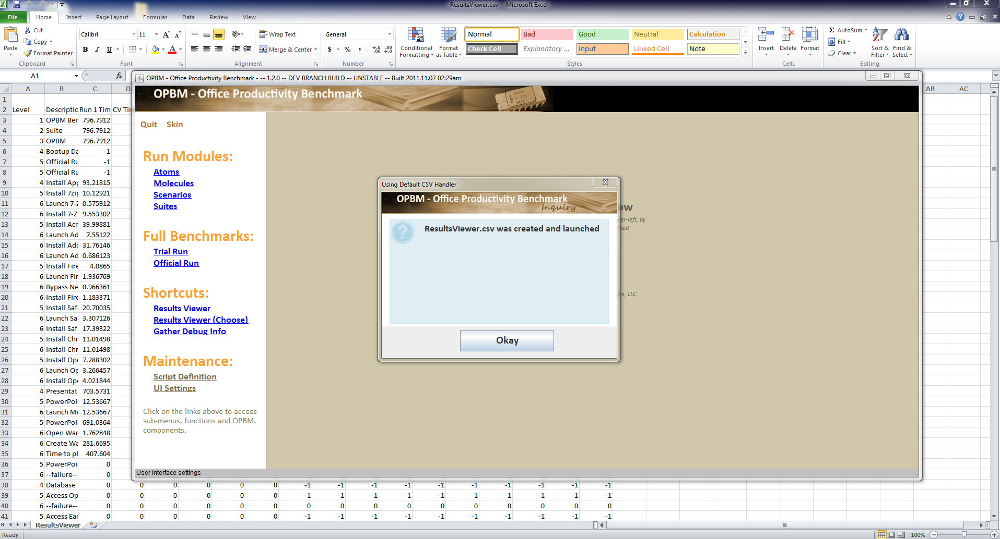 ResultsViewer.csv - Microsoft Excel
File Home Insert Page Layout Formulas Data Review View
Paste
Cut
Copy
Format Painter
Clipboard
Calibri 11
B I U
Font
Wrap Text
Merge & Center
Alignment
General
$ % ,
Number
Conditional Formatting
Format as Table
Normal Bad Good Neutral Calculation
Check Cell Explanatory ... Input Linked Cell Note
Styles
Insert Delete Format
Cells
AutoSum
Fill
Clear
Sort & Filter
Find & Select
Editing
A1 fx
A B C D AB AC
1
2 Level Descriptio Run 1 Tim CV Tim
3 1 OPBM Ben 796.7912
4 2 Suite 796.7912
5 3 OPBM 796.7912
6 4 Bootup Da -1
7 5 Official Ru -1
8 5 Official Ru -1
9 4 Install App 93.21815
10 5 Install 7zip 10.12921
11 6 Launch 7-Z 0.575912
12 6 Install 7-Z 9.553302
13 5 Install Acr 39.99881
14 6 Launch Ad 7.55122
15 6 Install Ado 31.76146
16 6 Launch Ad 0.686123
17 5 Install Fire 4.0865
18 6 Launch Fir 1.936769
19 6 Bypass Ne 0.966361
20 6 Install Fire 1.183371
21 5 Install Saf 20.70035
22 6 Launch Sa 3.307126
23 6 Install Saf 17.39322
24 5 Install Chr 11.01498
25 6 Install Chr 11.01498
26 5 Install Ope 7.288302
27 6 Launch Op 3.266457
28 6 Install Ope 4.021844
29 4 Presentat 703.5731
30 5 PowerPoi 12.53667
31 6 Launch Mi 12.53667
32 5 PowerPoi 691.0364
33 6 Open War 1.762848
34 6 Create Wa 281.6695
35 6 Time to pl 407.604
36 5 PowerPoi 0
37 6 --failure-- 0
38 4 Database 0 0 0 0 0 0 -1 -1 -1 -1 -1 -1 -1 -1 -1 -1
39 5 Access Op 0 0 0 0 0 0 -1 -1 -1 -1 -1 -1 -1 -1 -1 -1
40 6 --failure-- 0 0 0 0 0 0 0 0 0 0 0 0 0 0 0 0
41 5 Access Ear 0 0 0 0 0 0 -1 -1 -1 -1 -1 -1 -1 -1 -1 -1
OPBM - Office Productivity Benchmark - -- 1.2.0 -- DEV BRANCH BUILD -- UNSTABLE -- Built 2011.11.07 02:29am
OPBM - Office Productivity Benchmark
C4004
Quit Skin
Run Modules:
Atoms
Molecules
Scenarios
Suites
Full Benchmarks:
Trial Run
Official Run
Shortcuts:
Results Viewer
Results Viewer (Choose)
Gather Debug Info
Maintenance:
Script Definition
UI Settings
Click on the links above to access
sub-menus, functions and OPBM.
components.
User interface settings
ow
er-left, by
ned
es, LLC.
Using Default CSV Handler
OPBM - Office Productivity Benchmark
Inquiry
?
ResultsViewer.csv was created and launched
Okay
ResultsViewer
Ready 100%